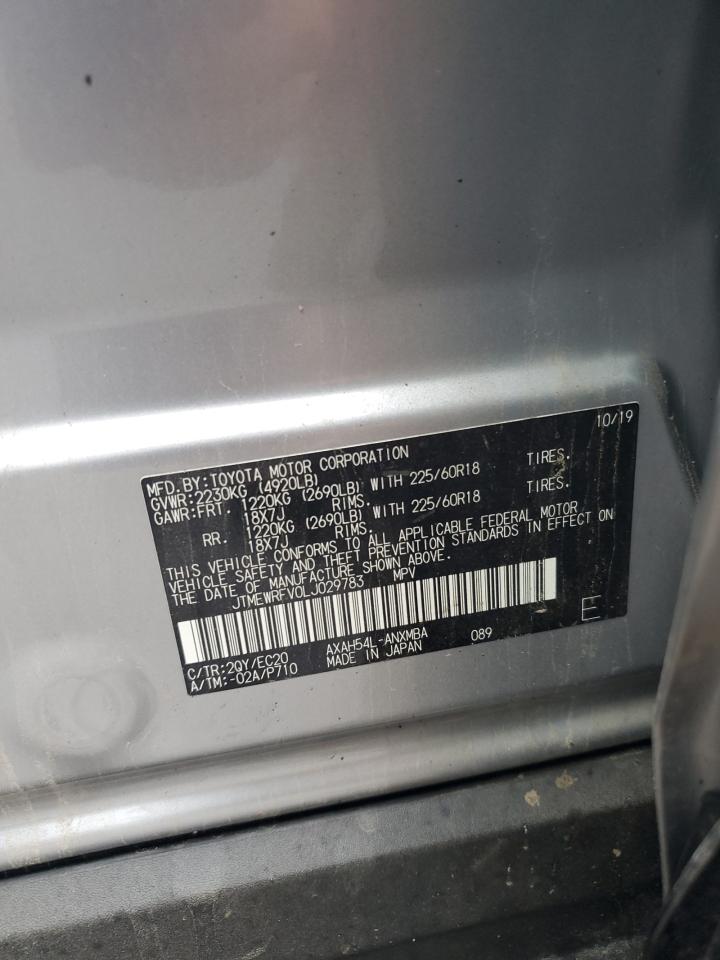 10/19
MFD. BY: TOYOTA MOTOR CORPORATION
GVWR: 2230KG (4920LB)
GAWR: FRT. 1220KG (2690LB) WITH 225/60R18 TIRES.
18X7J RIMS.
RR. 1220KG (2690LB) WITH 225/60R18 TIRES.
18X7J RIMS.
THIS VEHICLE CONFORMS TO ALL APPLICABLE FEDERAL MOTOR
VEHICLE SAFETY AND THEFT PREVENTION STANDARDS IN EFFECT ON
THE DATE OF MANUFACTURE SHOWN ABOVE.
JTMEWRFV0LJ029783 MPV
E
C/TR: 2QY/EC20 AXAH54L-ANXMBA 089
A/TM: -02A/P710 MADE IN JAPAN